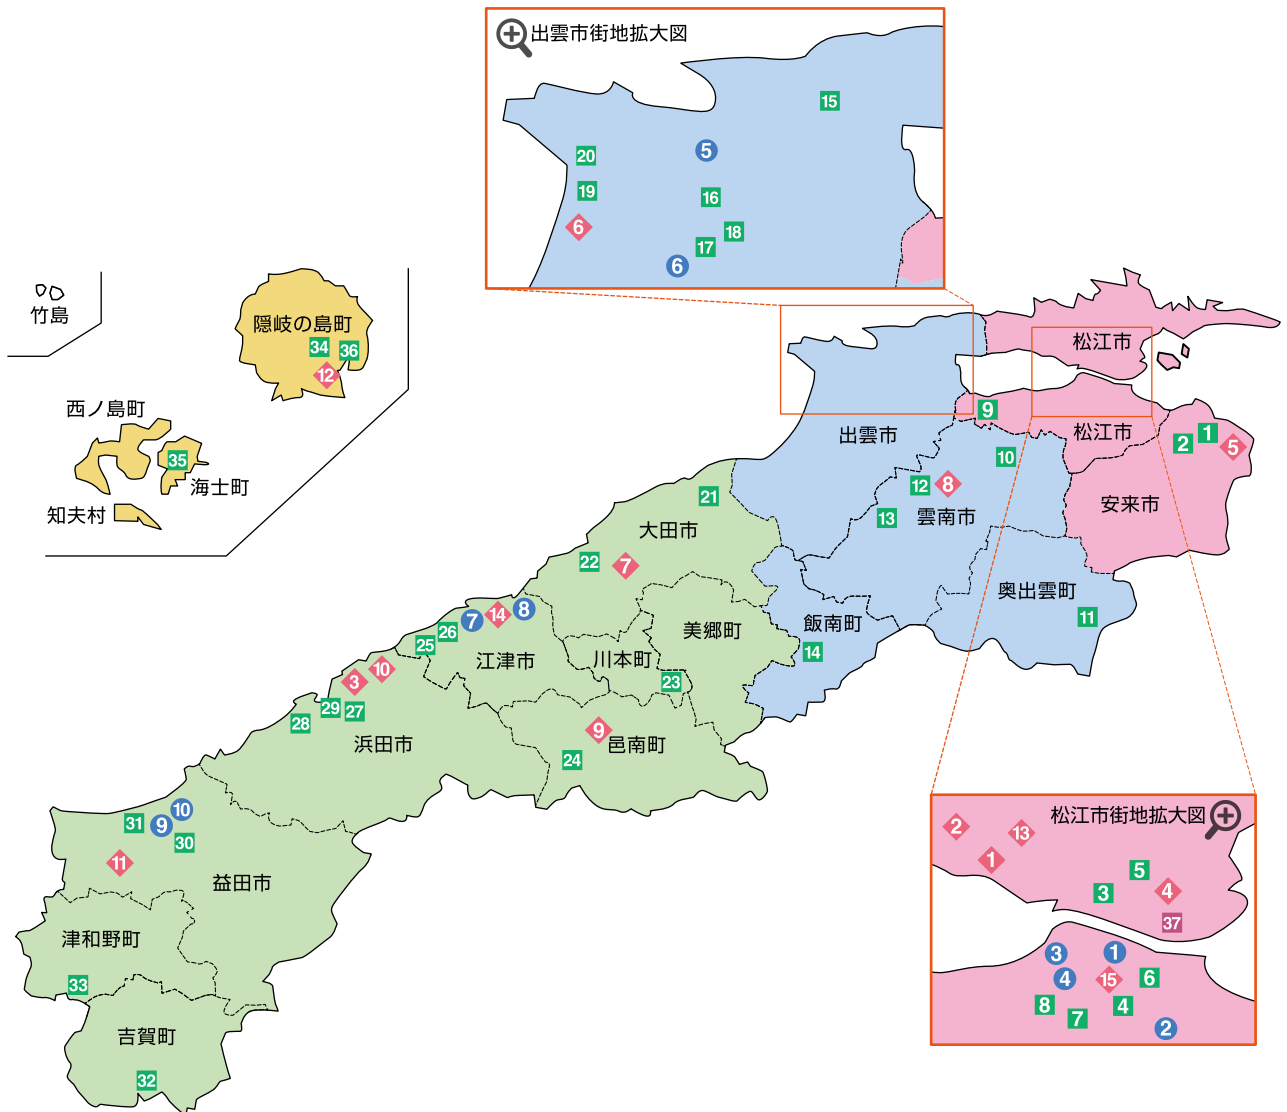 出雲市街地拡大図
15
20
5
19
16
6
18
17
6
竹島
隠岐の島町
34
36
12
西ノ島町
35
海士町
知夫村
松江市
9
出雲市
松江市
1
2
5
10
12
8
13
雲南市
安来市
21
大田市
22
7
奥出雲町
11
飯南町
14
美郷町
7
14
8
26
25
江津市
川本町
23
10
3
29
27
28
浜田市
9
邑南町
24
10
31
9
30
11
益田市
津和野町
33
吉賀町
32
松江市街地拡大図
2
13
1
5
3
4
37
3
1
4
15
6
8
4
7
2